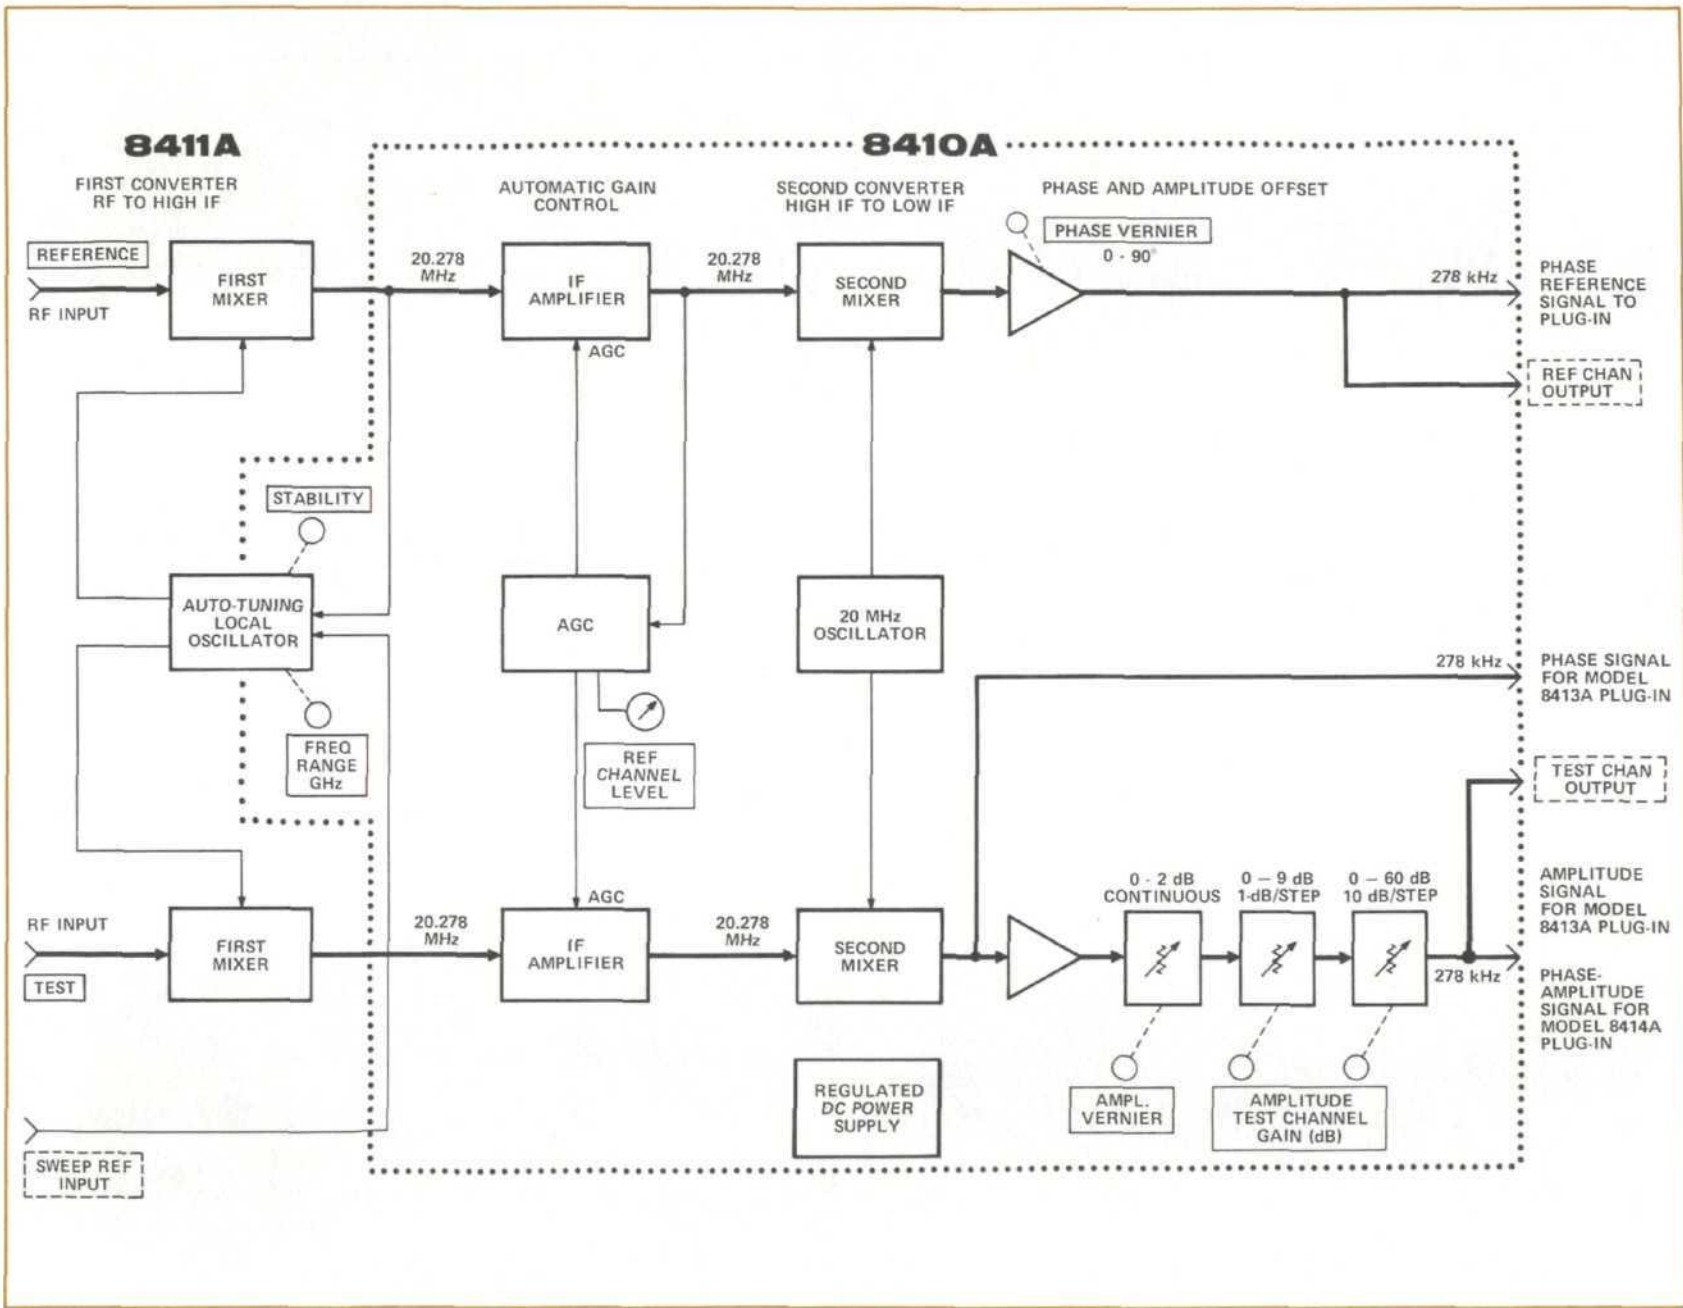 8411A
8410A
FIRST CONVERTER
RF TO HIGH IF
AUTOMATIC GAIN
CONTROL
SECOND CONVERTER
HIGH IF TO LOW IF
PHASE AND AMPLITUDE OFFSET
REFERENCE
RF INPUT
FIRST
MIXER
20.278
MHz
IF
AMPLIFIER
AGC
20.278
MHz
SECOND
MIXER
PHASE VERNIER
0 - 90°
278 kHz
PHASE
REFERENCE
SIGNAL TO
PLUG-IN
REF CHAN
OUTPUT
STABILITY
AUTO-TUNING
LOCAL
OSCILLATOR
FREQ
RANGE
GHz
AGC
REF
CHANNEL
LEVEL
20 MHz
OSCILLATOR
278 kHz
PHASE SIGNAL
FOR MODEL
8413A PLUG-IN
TEST CHAN
OUTPUT
RF INPUT
TEST
FIRST
MIXER
20.278
MHz
AGC
IF
AMPLIFIER
20.278
MHz
SECOND
MIXER
0 - 2 dB
CONTINUOUS
0 – 9 dB
1-dB/STEP
0 – 60 dB
10 dB/STEP
278 kHz
AMPLITUDE
SIGNAL
FOR MODEL
8413A PLUG-IN
PHASE-
AMPLITUDE
SIGNAL FOR
MODEL 8414A
PLUG-IN
AMPL.
VERNIER
AMPLITUDE
TEST CHANNEL
GAIN (dB)
REGULATED
DC POWER
SUPPLY
SWEEP REF
INPUT